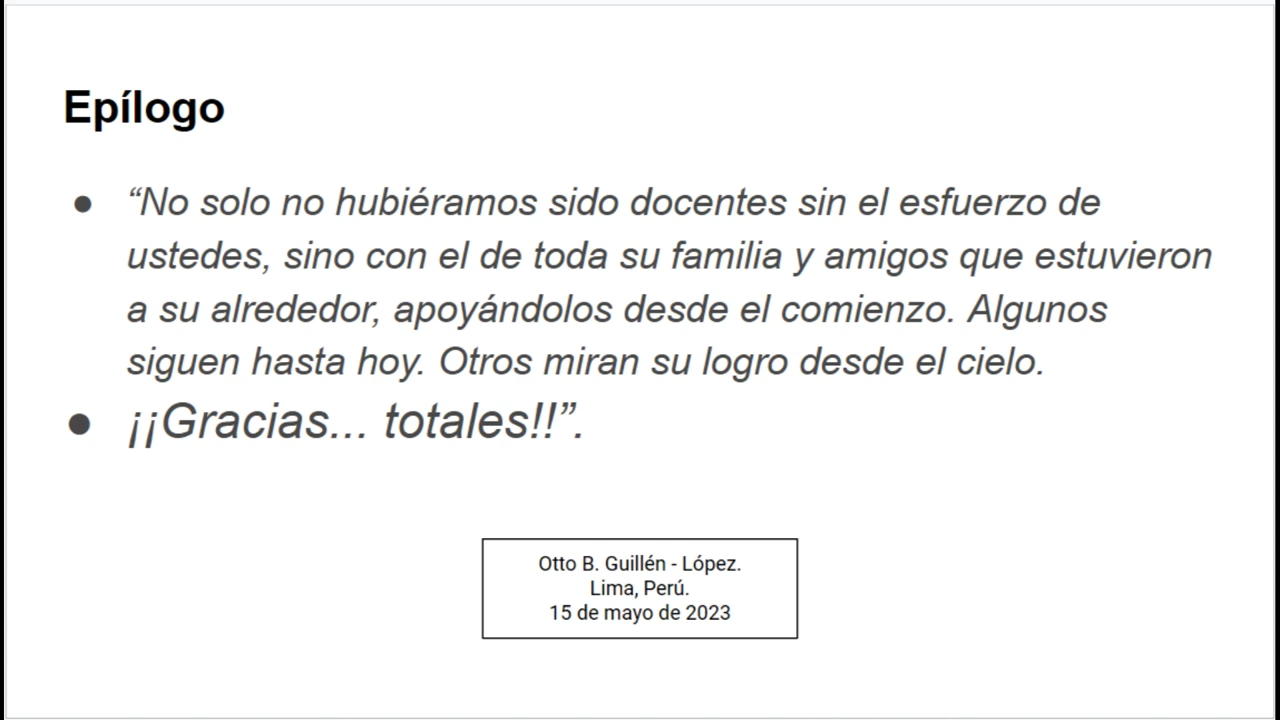 Epílogo
● “No solo no hubiéramos sido docentes sin el esfuerzo de
ustedes, sino con el de toda su familia y amigos que estuvieron
a su alrededor, apoyándolos desde el comienzo. Algunos
siguen hasta hoy. Otros miran su logro desde el cielo.
● ¡¡Gracias... totales!!”.
Otto B. Guillén - López.
Lima, Perú.
15 de mayo de 2023